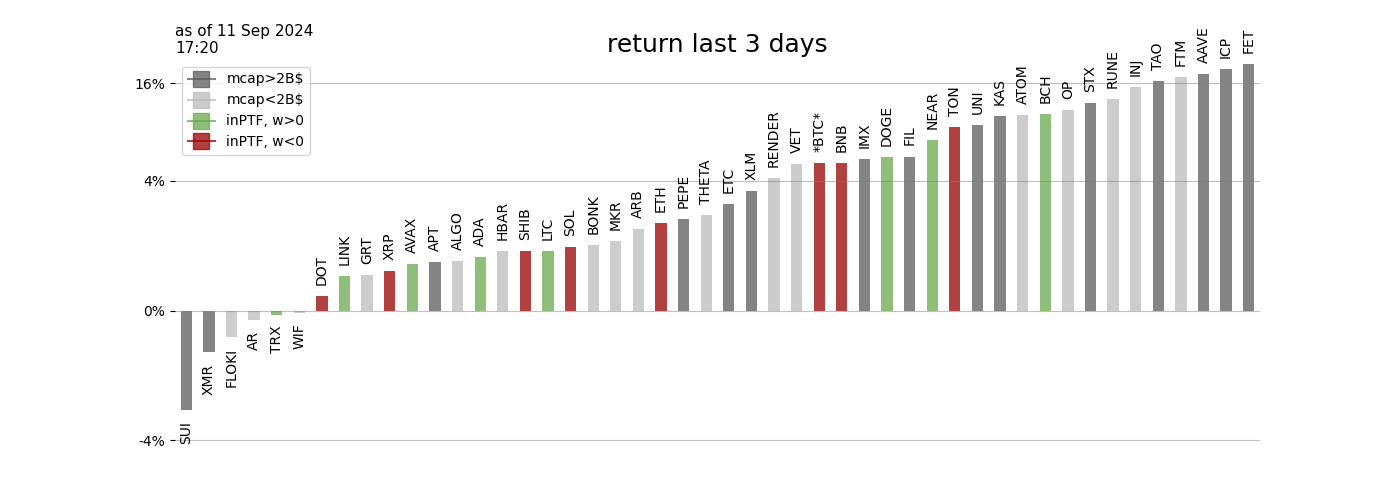 as of 11 Sep 2024
17:20
return last 3 days
16%
4%
0%
-4%
mcap>2B$
mcap<2B$
inPTF, w>0
inPTF, w<0
SUI
XMR
FLOKI
AR
TRX
WIF
DOT
LINK
GRT
XRP
AVAX
APT
ALGO
ADA
HBAR
SHIB
LTC
SOL
BONK
MKR
ARB
ETH
PEPE
THETA
ETC
XLM
RENDER
VET
*BTC*
BNB
IMX
DOGE
FIL
NEAR
TON
UNI
KAS
ATOM
BCH
OP
STX
RUNE
INJ
TAO
FTM
AAVE
ICP
FET